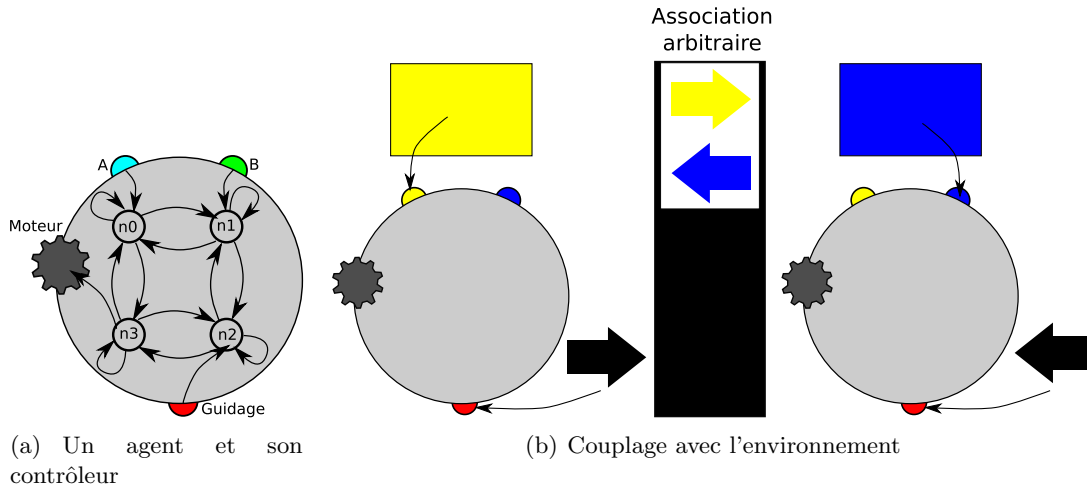 Association
arbitraire
A
B
n0
n1
Moteur
n3
n2
Guidage
(a) Un agent et son
contrôleur
(b) Couplage avec l'environnement